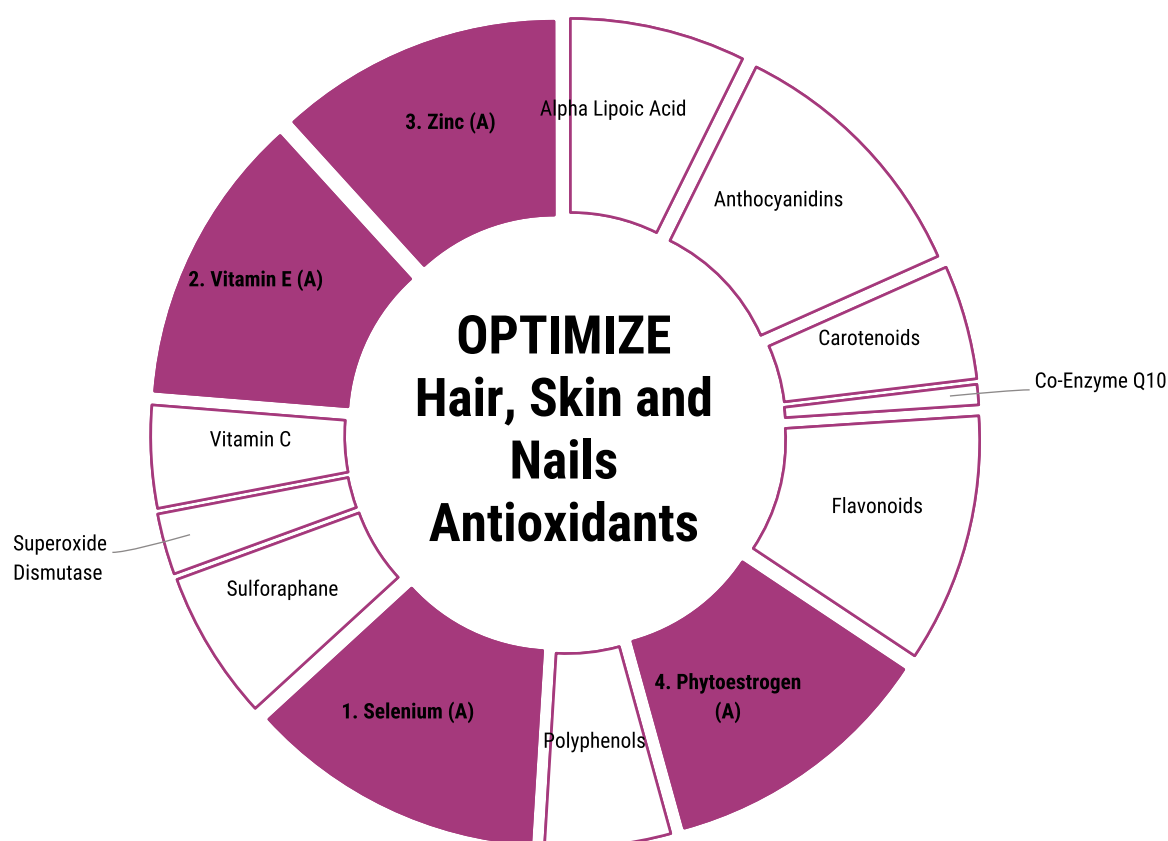 3. Zinc (A)
Alpha Lipoic Acid
Anthocyanidins
2. Vitamin E (A)
Carotenoids
Co-Enzyme Q10
OPTIMIZE
Hair, Skin and
Nails
Antioxidants
Vitamin C
Flavonoids
Superoxide
Dismutase
Sulforaphane
4. Phytoestrogen
(A)
1. Selenium (A)
Polyphenols